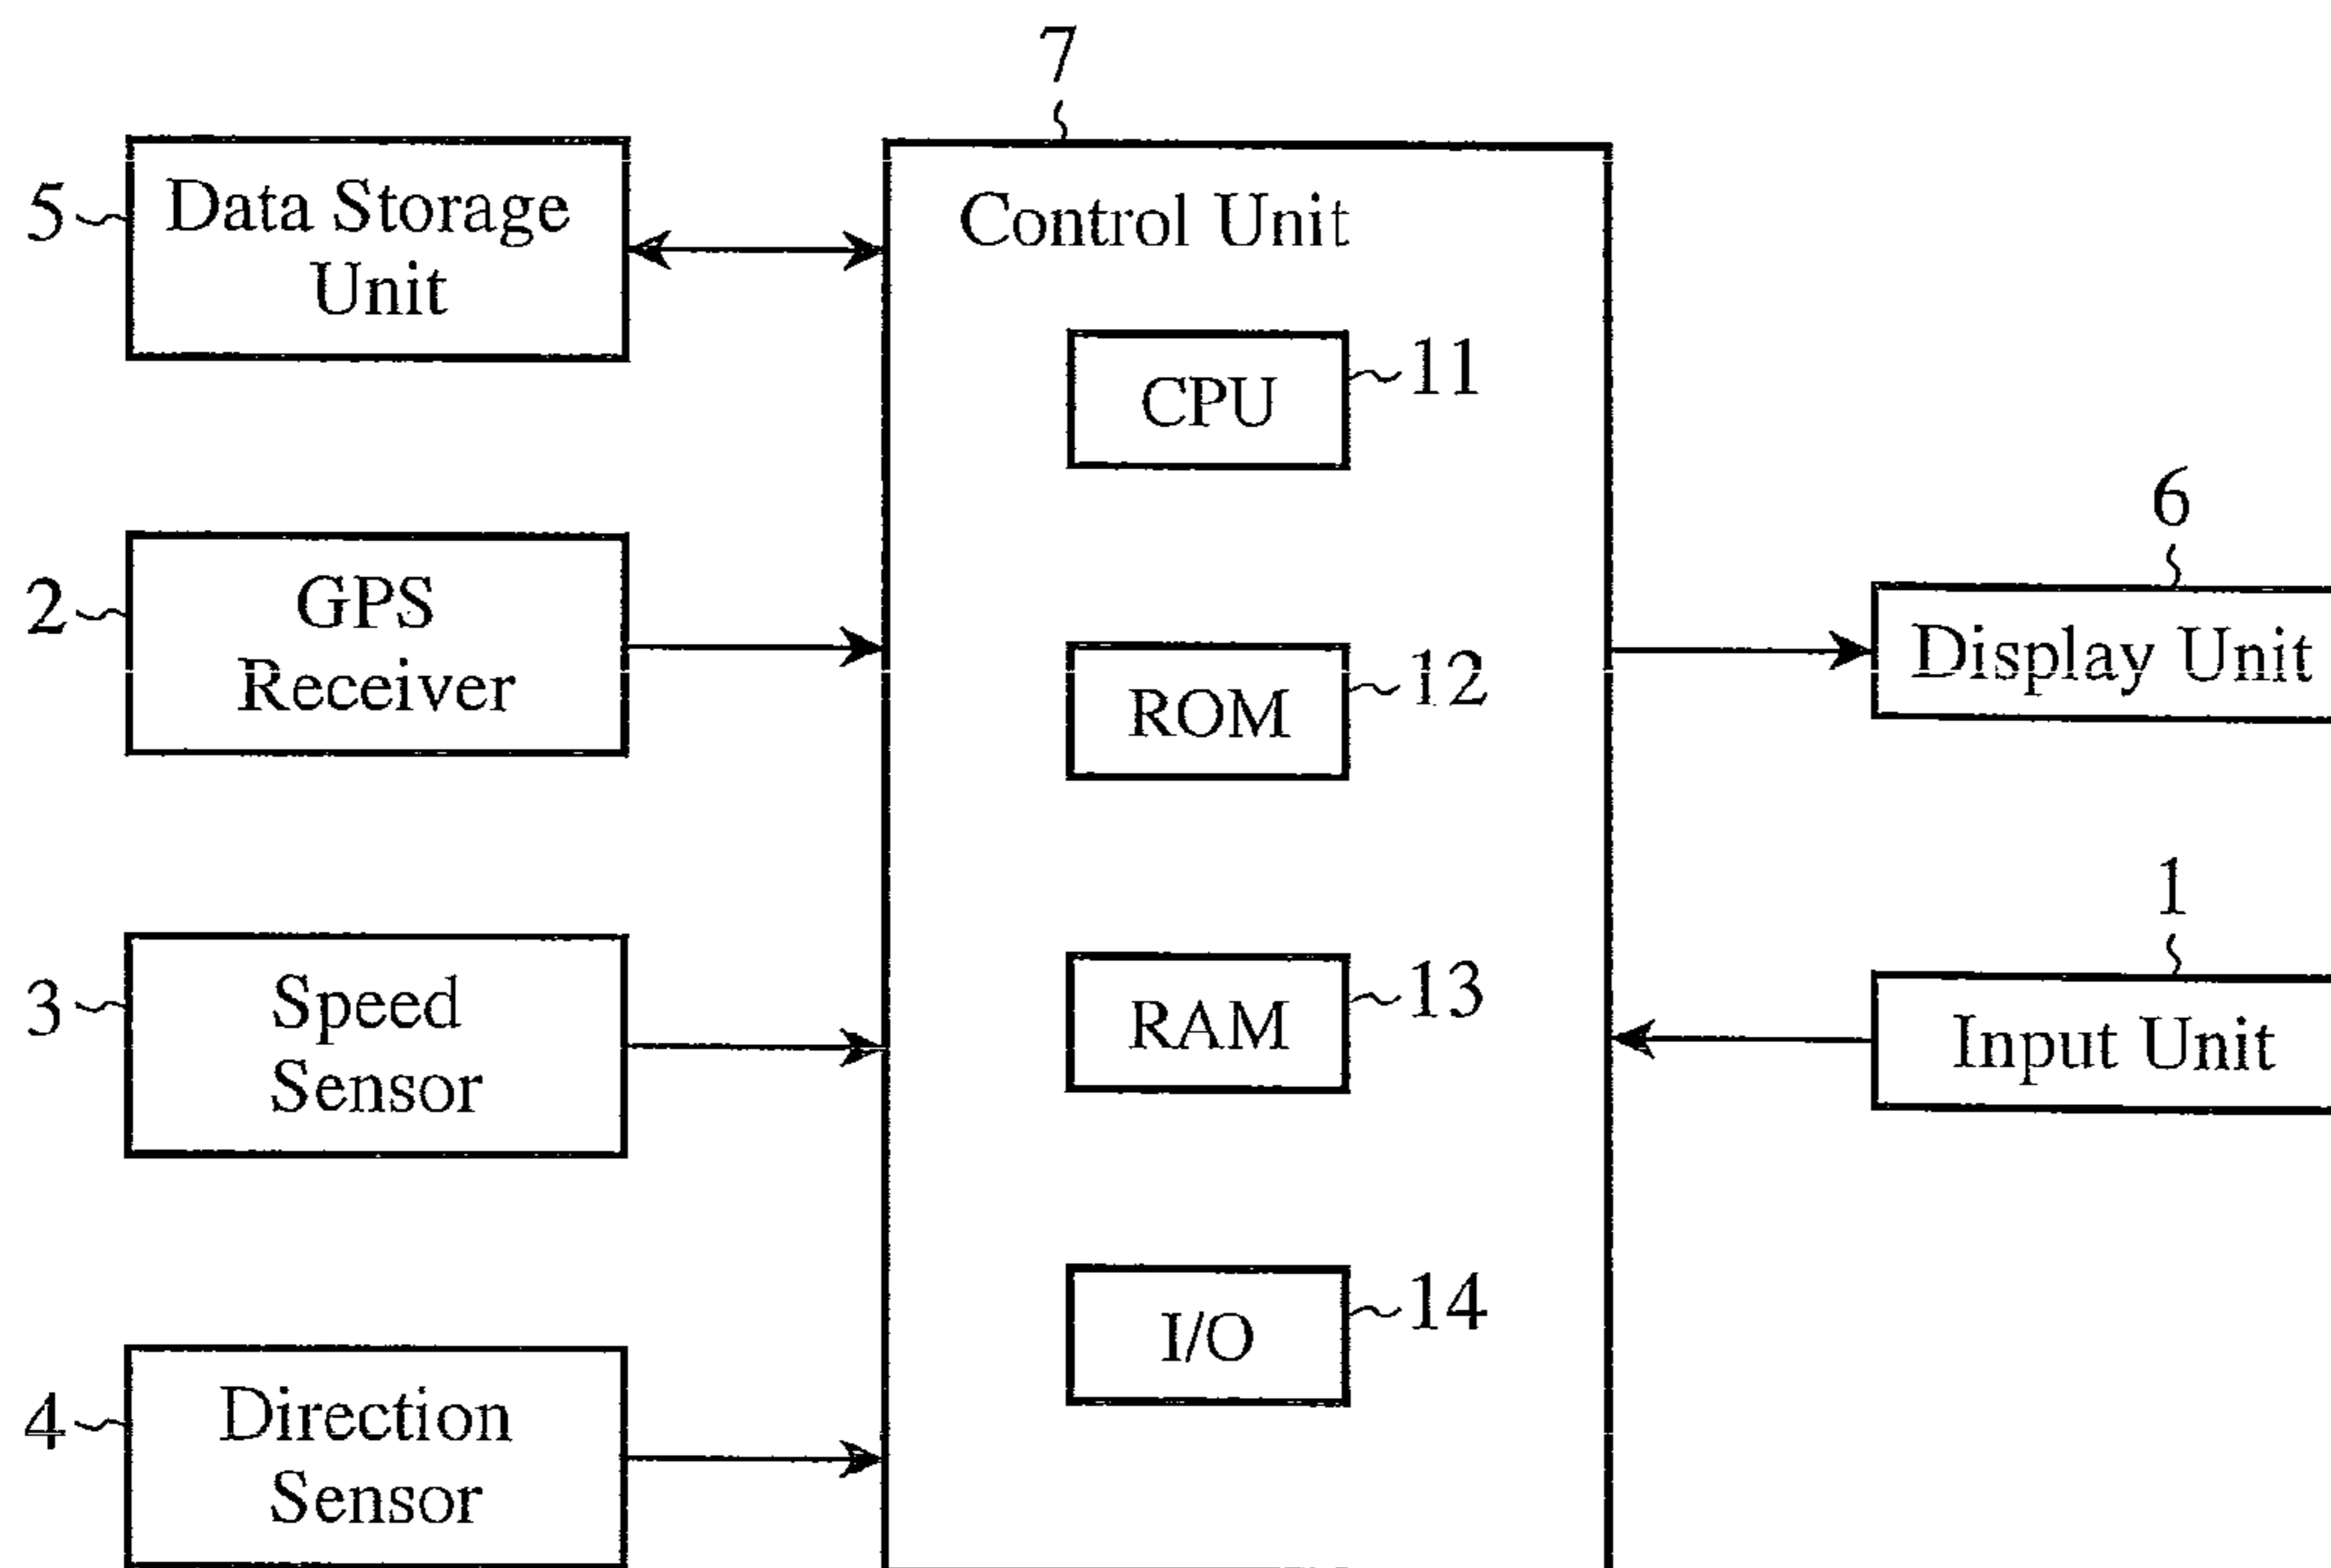 7
5
Data Storage
Unit
Control Unit
CPU
11
2
GPS
Receiver
ROM
12
6
Display Unit
3
Speed
Sensor
RAM
13
1
Input Unit
4
Direction
Sensor
I/O
14